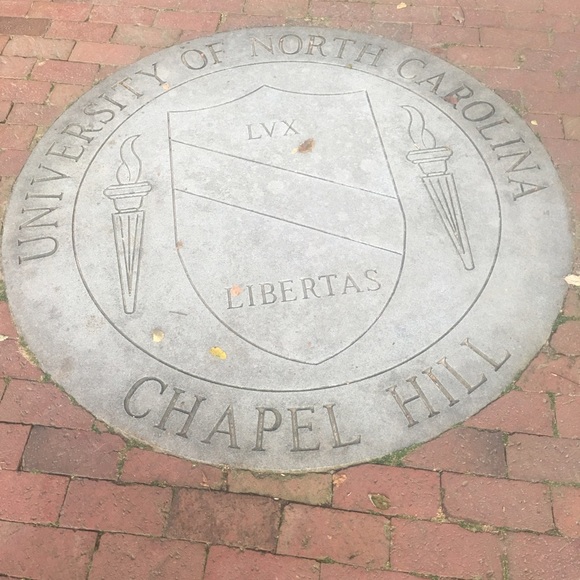 UNIVERSITY OF NORTH CAROLINA
LVX
LIBERTAS
CHAPEL HILL